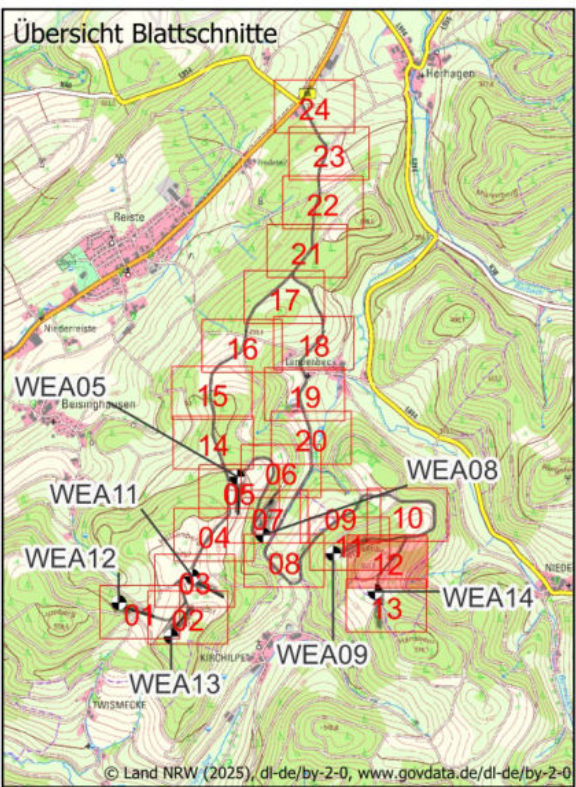 Übersicht Blattschnitte
Herhagen
24
23
22
Reiste
21
17
Niederreiste
16
18
Landenbeck
WEA05
15
19
Beisinghausen
14
20
06
WEA08
05
WEA11
07
09
10
04
WEA12
08
11
12
03
01
02
13
WEA14
KIRCHILPE
WEA09
WEA13
TWISMECKE
© Land NRW (2025), dl-de/by-2-0, www.govdata.de/dl-de/by-2-0